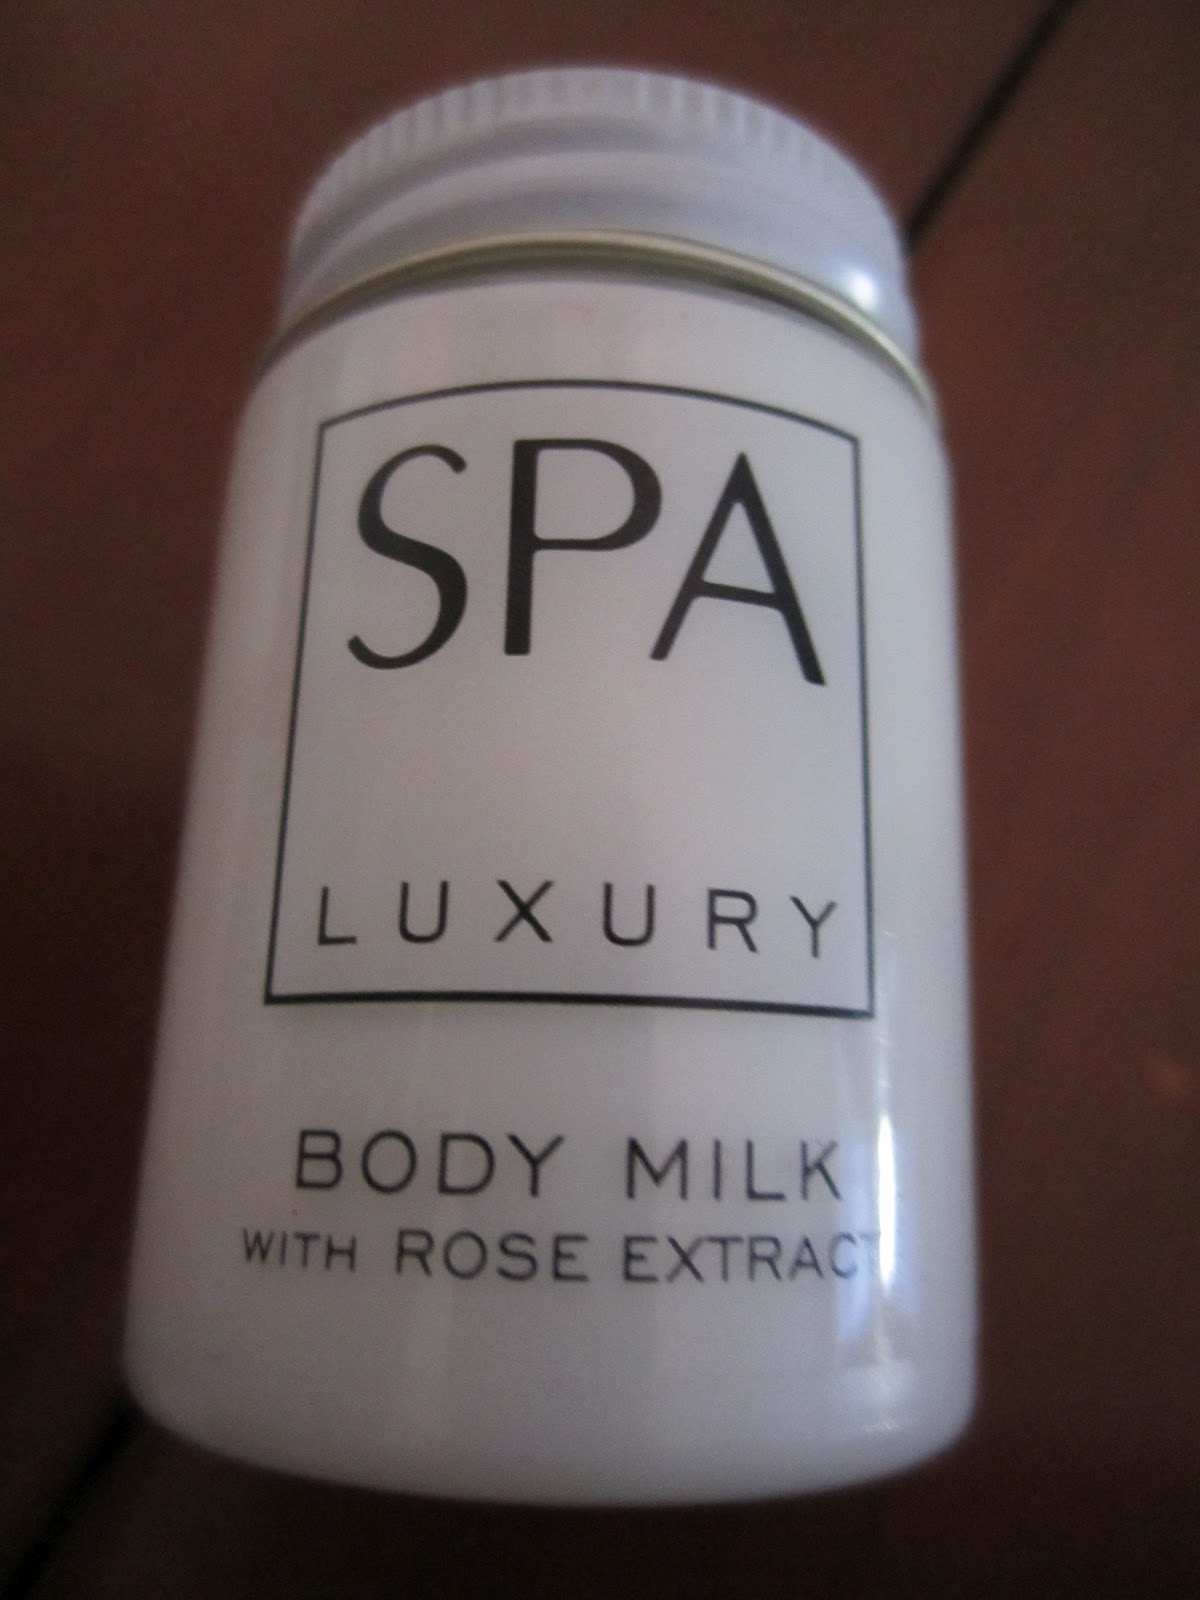 SPA
LUXURY
BODY MILK
WITH ROSE EXTRACT